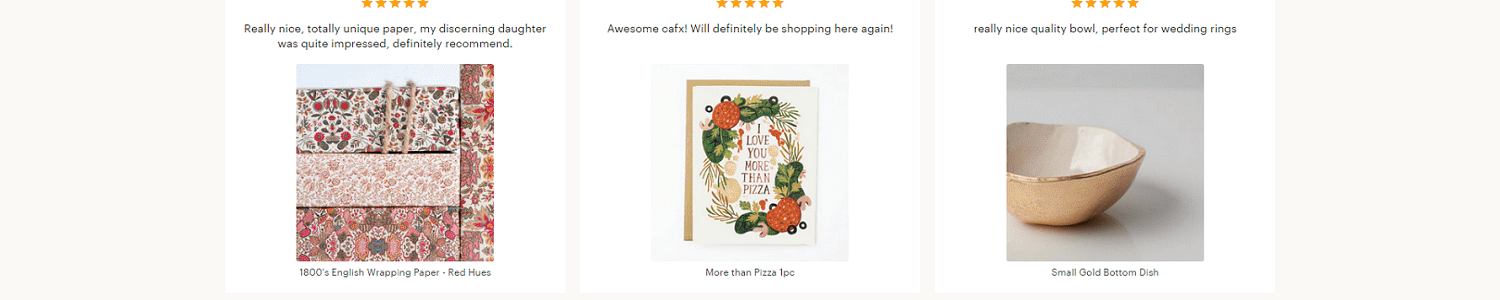 Really nice, totally unique paper, my discerning daughter
was quite impressed, definitely recommend.
1800's English Wrapping Paper - Red Hues
Awesome cafx! Will definitely be shopping here again!
I
LOVE
YOU
MORE
THAN
PIZZA
More than Pizza 1pc
really nice quality bowl, perfect for wedding rings
Small Gold Bottom Dish